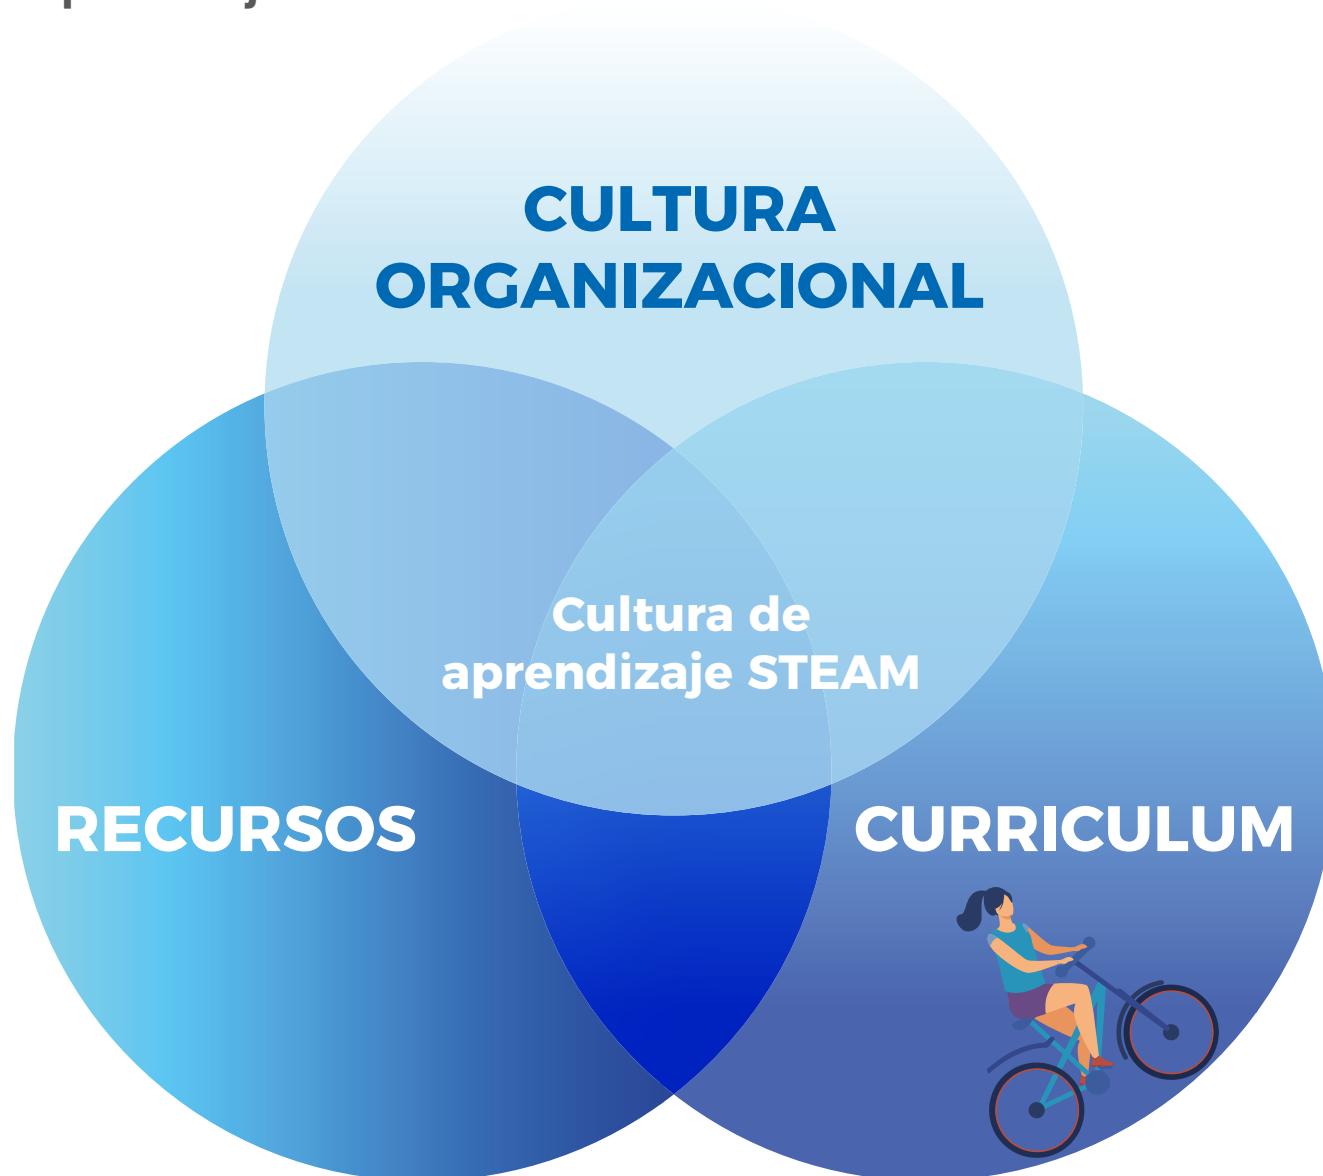 CULTURA
ORGANIZACIONAL
Cultura de
aprendizaje STEAM
RECURSOS
CURRICULUM